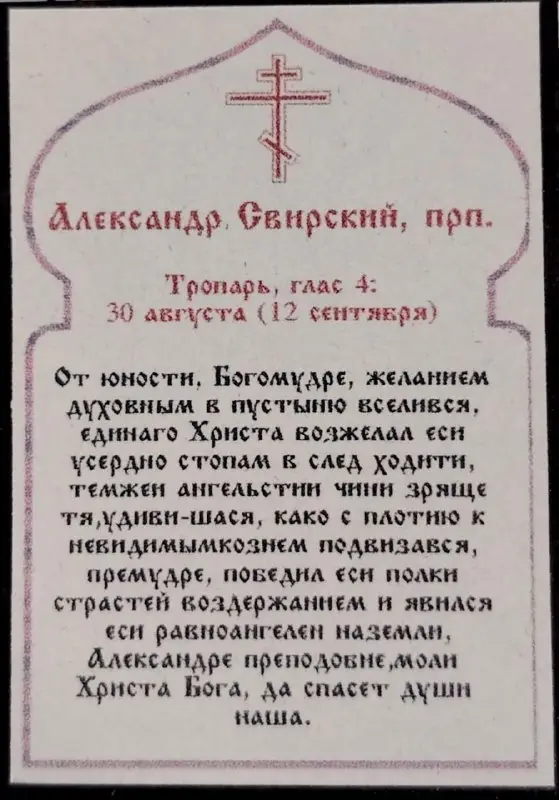 Александр Свирский, прп.
Тропарь, глас 4:
30 августа (12 сентября)
От юности, Богомудре, желанием
духовным в пустыню вселився,
единаго Христа возжелал еси
усердно стопам в след ходити,
темжеи ангельстии чини зряще
тя,удиви-шася, како с плотию к
невидимымкознем подвизався,
премудре, победил еси полки
страстей воздержанием и явился
еси равноангелен наземли,
Александре преподобне,моли
Христа Бога, да спасет души
наша.